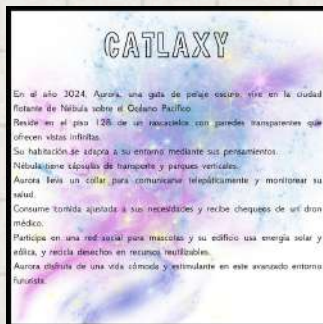 CATLAXY
En el año 3024, Aurora, una gata de pelaje oscuro, vive en la ciudad
flotante de Nébula sobre el Océano Pacífico.
Reside en el piso 128 de un rascacielos con paredes transparentes que
ofrecen vistas infinitas.
Su habitación se adapta a su entorno mediante sus pensamientos.
Nébula tiene cápsulas de transporte y parques verticales.
Aurora lleva un collar para comunicarse telepáticamente y monitorear su
salud.
Consume comida ajustada a sus necesidades y recibe chequeos de un dron
médico.
Participa en una red social para mascotas y su edificio usa energía solar y
eólica, y recicla desechos en recursos reutilizables.
Aurora disfruta de una vida cómoda y estimulante en este avanzado entorno
futurista.